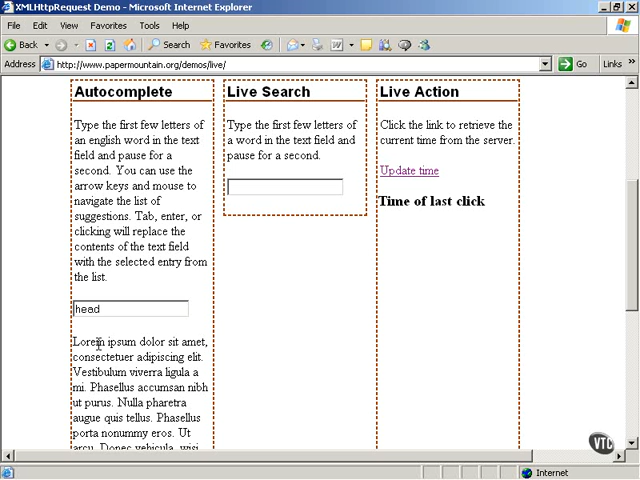 XMLHttpRequest Demo - Microsoft Internet Explorer
File Edit View Favorites Tools Help
Back Search Favorites
Address http://www.papermountain.org/demos/live/ Go Links »
Autocomplete
Type the first few letters of
an english word in the text
field and pause for a
second. You can use the
arrow keys and mouse to
navigate the list of
suggestions. Tab, enter, or
clicking will replace the
contents of the text field
with the selected entry from
the list.
head
Lorem ipsum dolor sit amet,
consectetuer adipiscing elit.
Vestibulum viverra ligula a
mi. Phasellus accumsan nibh
ut purus. Nulla pharetra
augue quis tellus. Phasellus
porta nonummy eros. Ut
arcu. Donec vehicula, wisi
Live Search
Type the first few letters of
a word in the text field and
pause for a second.
Live Action
Click the link to retrieve the
current time from the server.
Update time
Time of last click
VTC
Internet